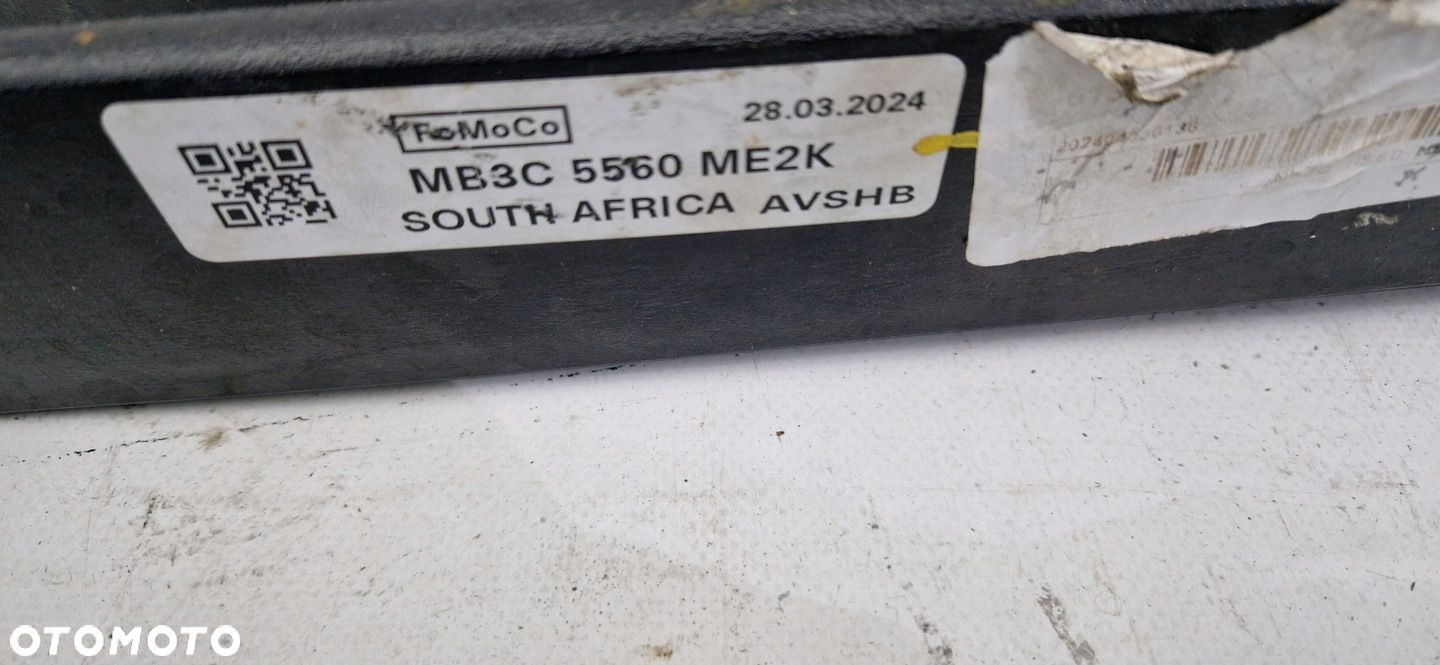 FoMoCo
28.03.2024
MB3C 5560 ME2K
SOUTH AFRICA AVSHB
OTOMOTO